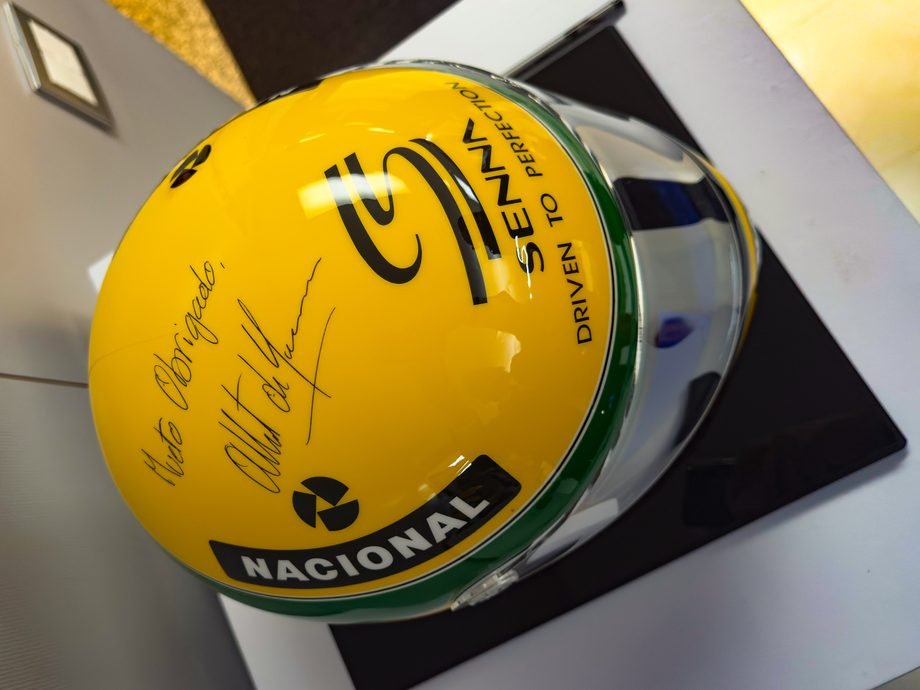 SENNA
DRIVEN TO PERFECTION
Muito Obrigado,
NACIONAL